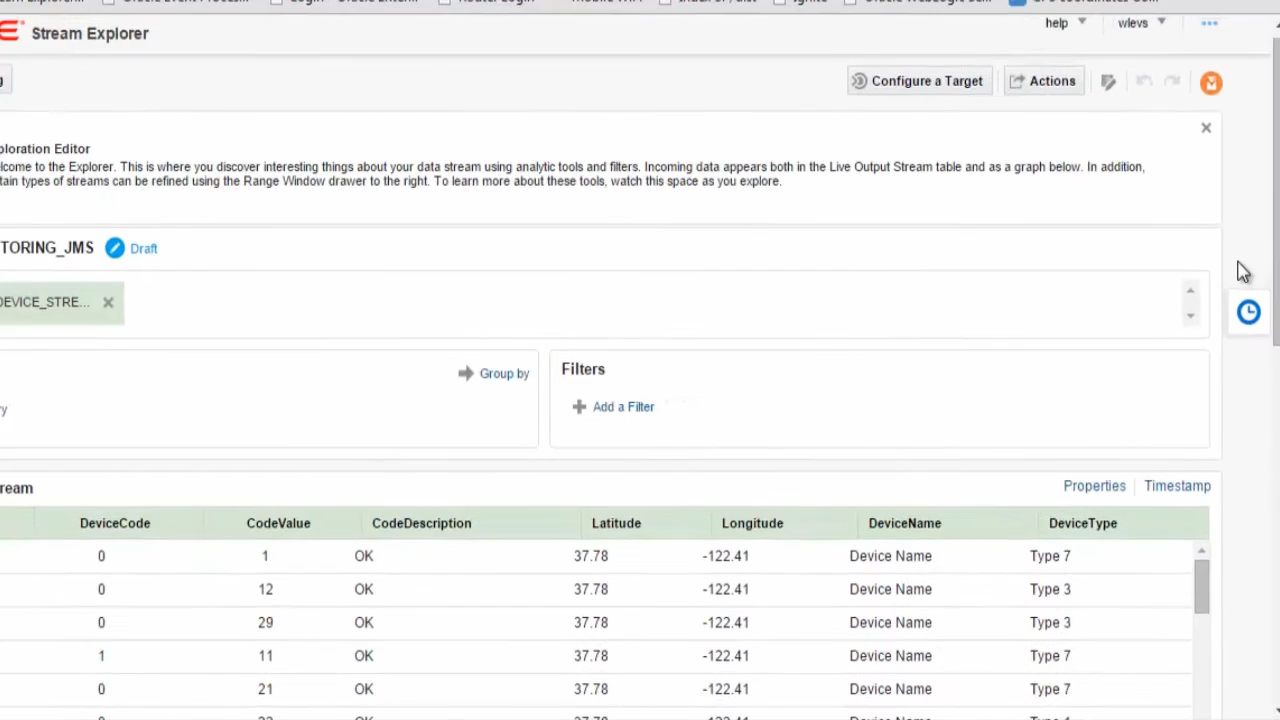 Stream Explorer
help
wlevs
Configure a Target
Actions
ploration Editor
lcome to the Explorer. This is where you discover interesting things about your data stream using analytic tools and filters. Incoming data appears both in the Live Output Stream table and as a graph below. In addition,
tain types of streams can be refined using the Range Window drawer to the right. To learn more about these tools, watch this space as you explore.
TORING_JMS Draft
DEVICE_STRE...
Group by
Filters
Add a Filter
ream
Properties Timestamp
DeviceCode CodeValue CodeDescription Latitude Longitude DeviceName DeviceType
0 1 OK 37.78 -122.41 Device Name Type 7
0 12 OK 37.78 -122.41 Device Name Type 3
0 29 OK 37.78 -122.41 Device Name Type 3
1 11 OK 37.78 -122.41 Device Name Type 7
0 21 OK 37.78 -122.41 Device Name Type 7